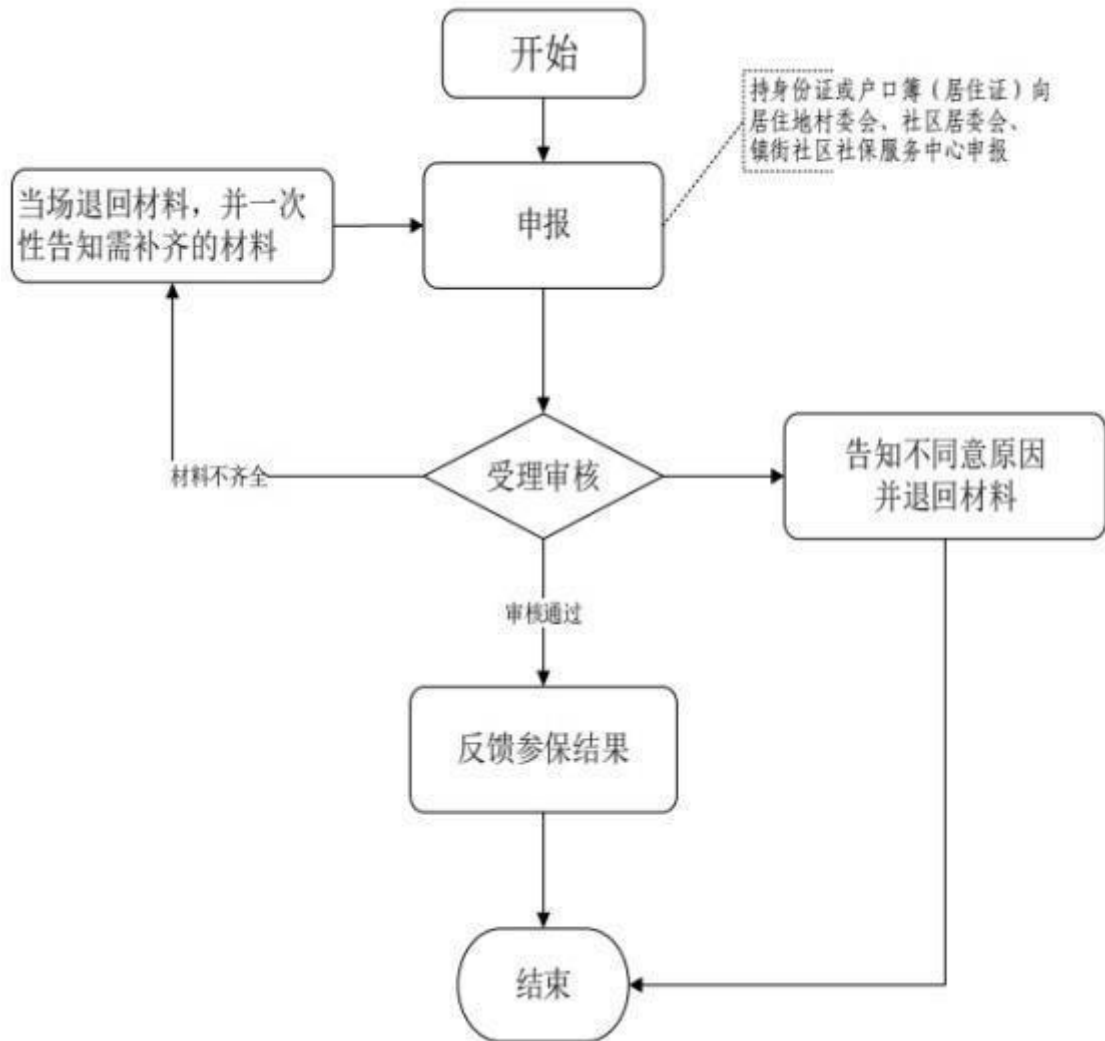 开始
持身份证或户口簿（居住证）向
居住地村委会、社区居委会、
镇街社区社保服务中心申报
当场退回材料，并一次
性告知需补齐的材料
申报
材料不齐全
受理审核
告知不同意原因
并退回材料
审核通过
反馈参保结果
结束